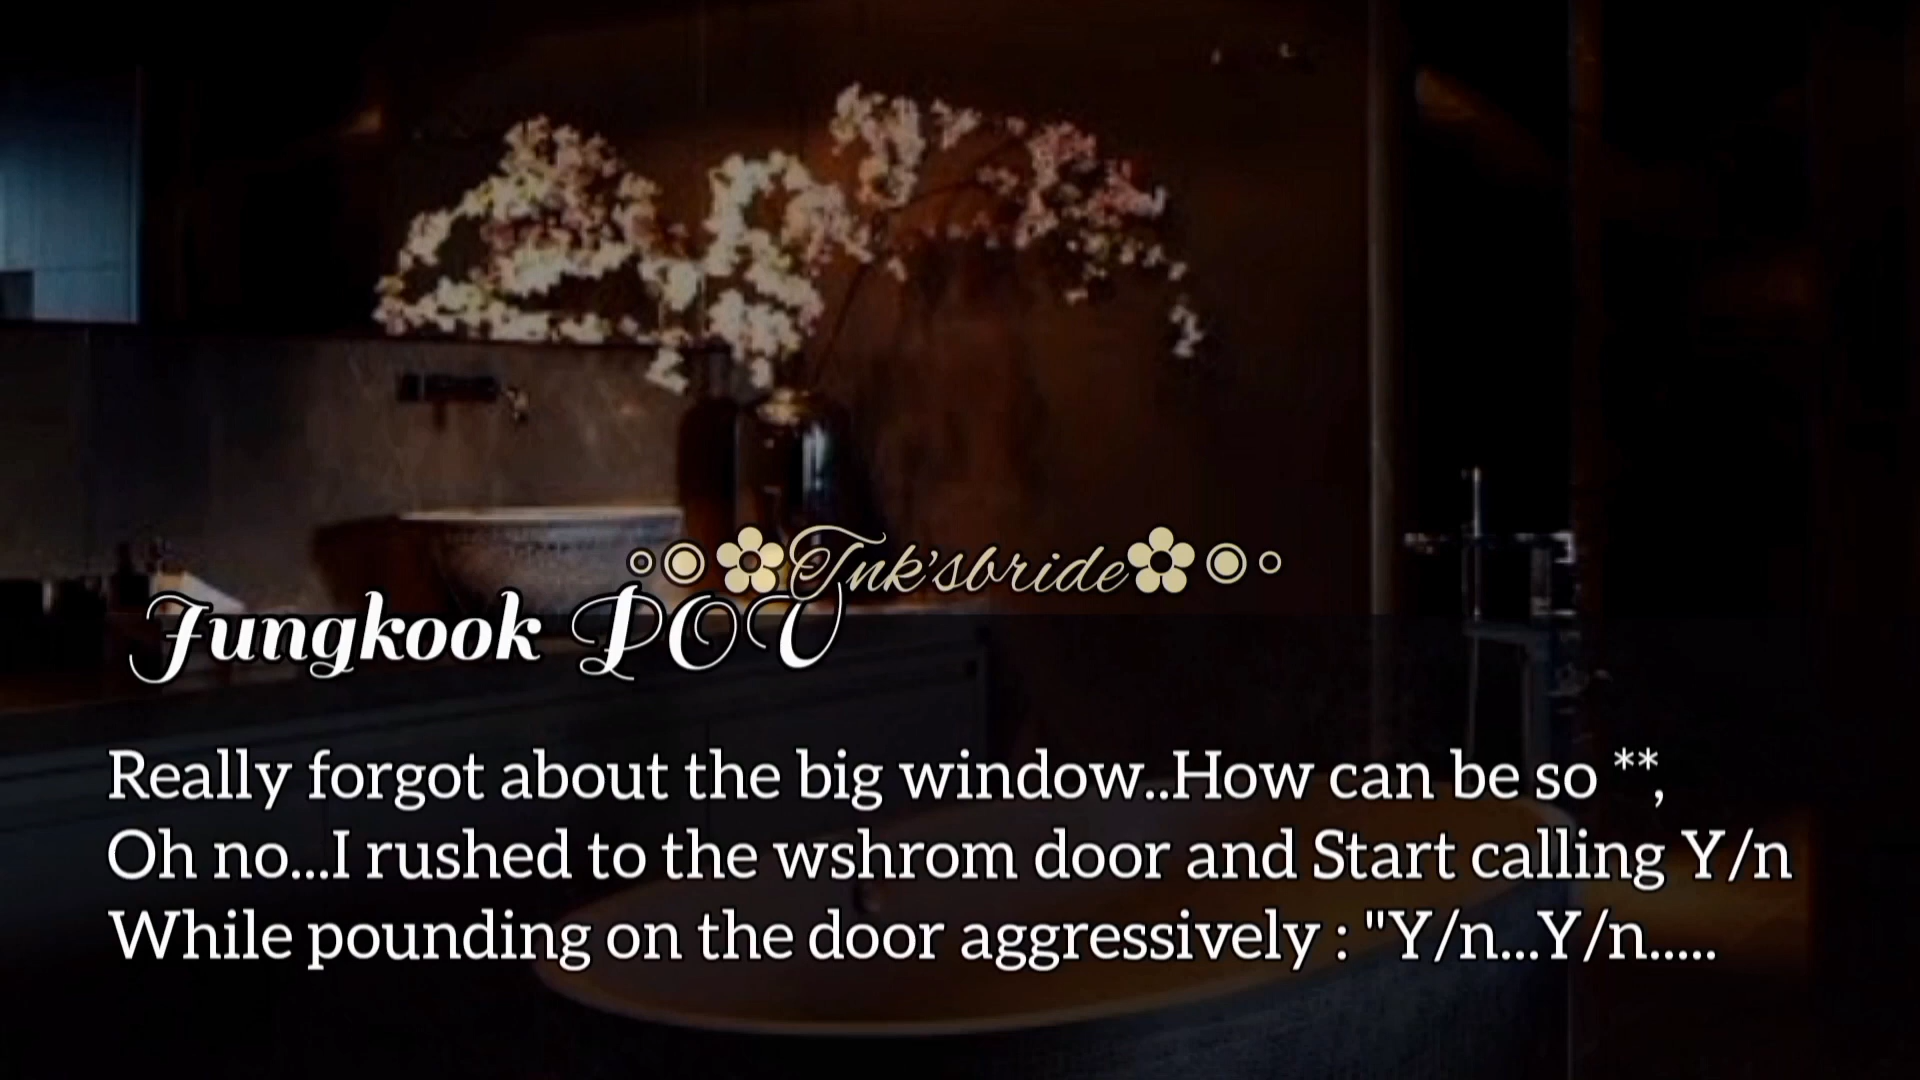 ◦◉✿Jnk'sbride✿◉◦
Jungkook POV
Really forgot about the big window..How can be so **,
Oh no...I rushed to the wshrom door and Start calling Y/n
While pounding on the door aggressively : "Y/n...Y/n.....